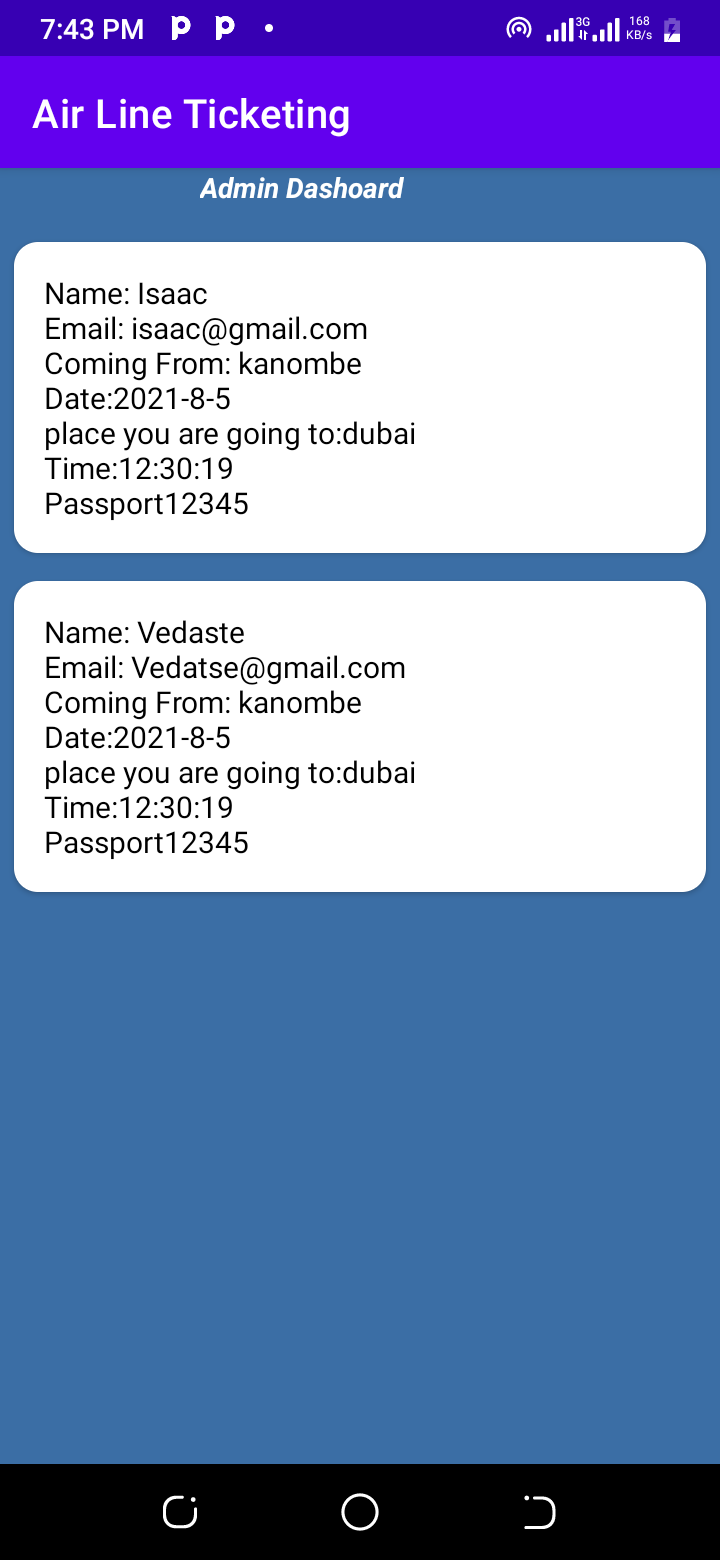 7:43 PM
3G
168
KB/s
Air Line Ticketing
Admin Dashoard
Name: Isaac
Email: isaac@gmail.com
Coming From: kanombe
Date:2021-8-5
place you are going to:dubai
Time:12:30:19
Passport12345
Name: Vedaste
Email: Vedatse@gmail.com
Coming From: kanombe
Date:2021-8-5
place you are going to:dubai
Time:12:30:19
Passport12345